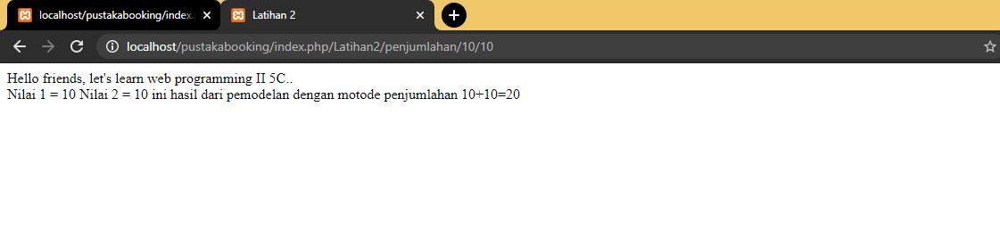 localhost/pustakabooking/index. Latihan 2
localhost/pustakabooking/index.php/Latihan2/penjumlahan/10/10
Hello friends, let's learn web programming II 5C..
Nilai 1 = 10 Nilai 2 = 10 ini hasil dari pemodelan dengan motode penjumlahan 10+10=20